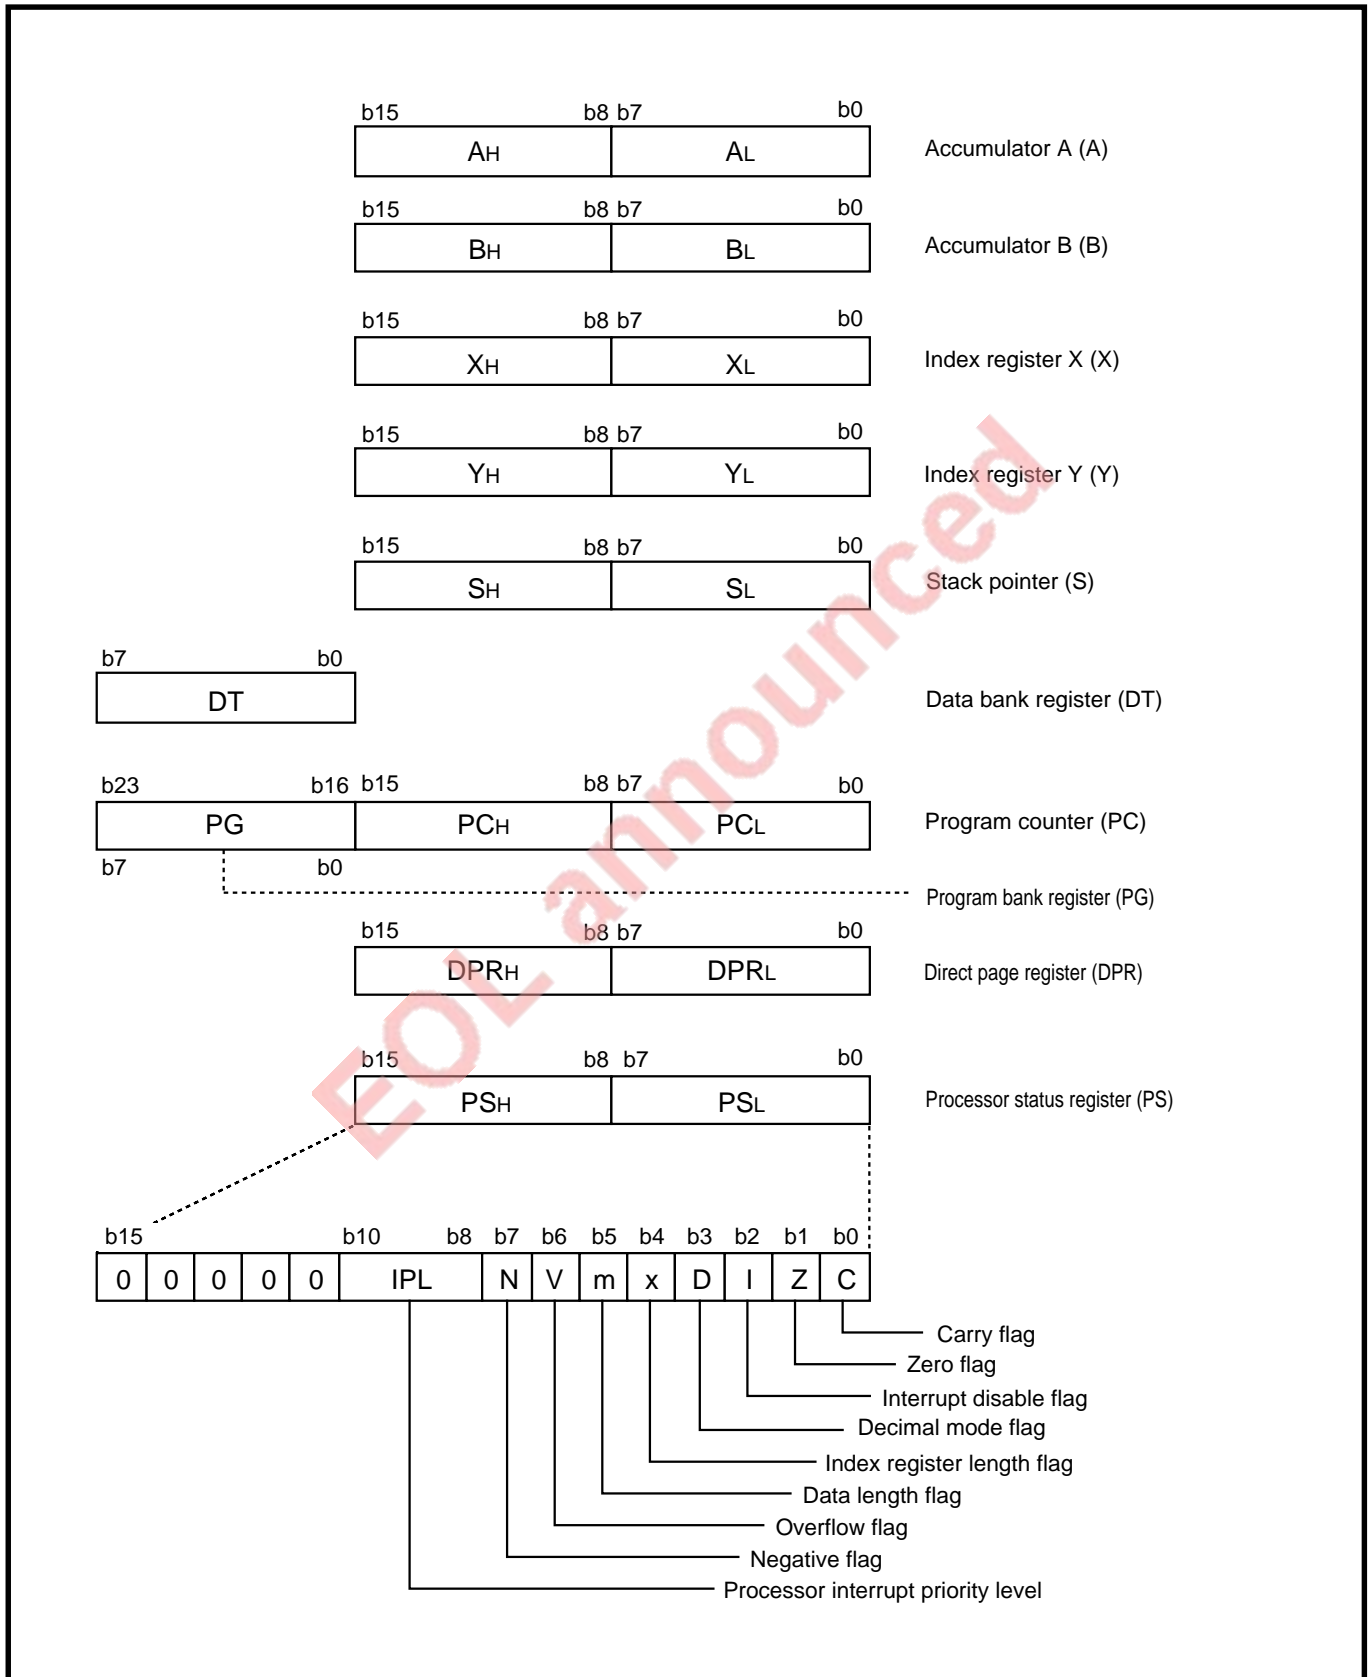 b15 b8 b7 b0
AH AL Accumulator A (A)
b15 b8 b7 b0
BH BL Accumulator B (B)
b15 b8 b7 b0
XH XL Index register X (X)
b15 b8 b7 b0
YH YL Index register Y (Y)
b15 b8 b7 b0
SH SL Stack pointer (S)
b7 b0
DT Data bank register (DT)
b23 b16 b15 b8 b7 b0
PG PCH PCL Program counter (PC)
b7 b0
Program bank register (PG)
b15 b8 b7 b0
DPRH DPRL Direct page register (DPR)
b15 b8 b7 b0
PSH PSL Processor status register (PS)
b15 b10 b8 b7 b6 b5 b4 b3 b2 b1 b0
0 0 0 0 0 IPL N V m x D I Z C
Carry flag
Zero flag
Interrupt disable flag
Decimal mode flag
Index register length flag
Data length flag
Overflow flag
Negative flag
Processor interrupt priority level
EOL announced